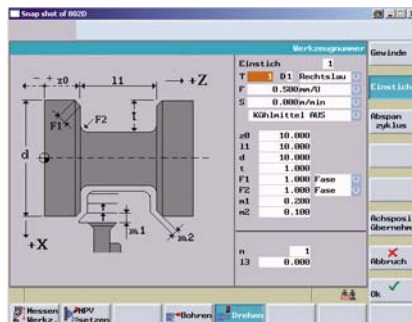 Snap shot of 002D
Werkzeugnummer
Gewinde
Einstich 1
T 1 D1 Rechtslau
F 0.500mm/U
S 0.000m/min
Kühlmittel AUS
Einstich
Abspan
zyklus
z0 10.000
l1 10.000
d 10.000
t 1.000
F1 1.000 Fase
F2 1.000 Fase
m1 0.200
m2 0.100
n 1
l3 0.000
- + z0 l1 +Z
F1 F2 t
d
m1 m2
+X
Achsposi
übernehm
Abbruch
Ok
Messen
Werkz.
NPV
setzen
Bohren
Drehen